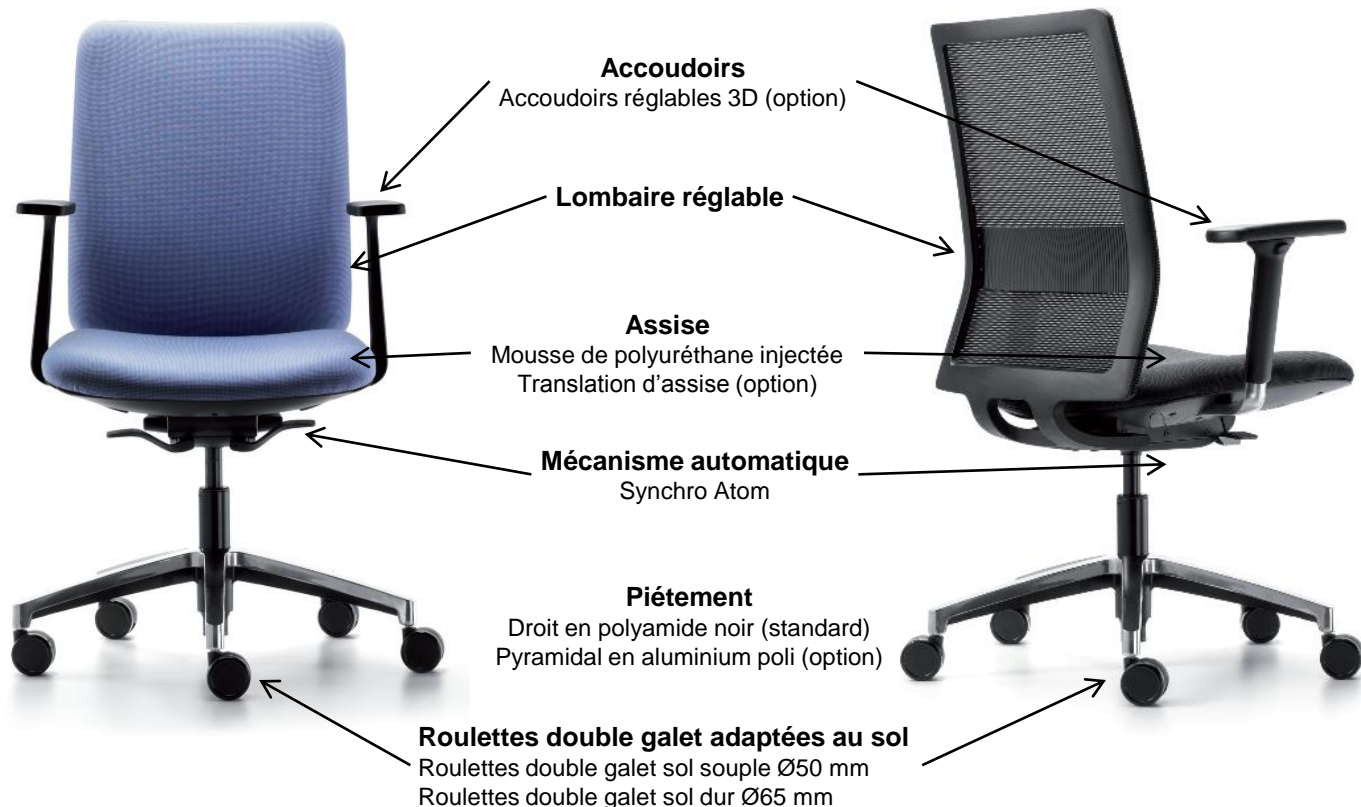 Accoudoirs
Accoudoirs réglables 3D (option)
Lombaire réglable
Assise
Mousse de polyuréthane injectée
Translation d’assise (option)
Mécanisme automatique
Synchro Atom
Piétement
Droit en polyamide noir (standard)
Pyramidal en aluminium poli (option)
Roulettes double galet adaptées au sol
Roulettes double galet sol souple Ø50 mm
Roulettes double galet sol dur Ø65 mm